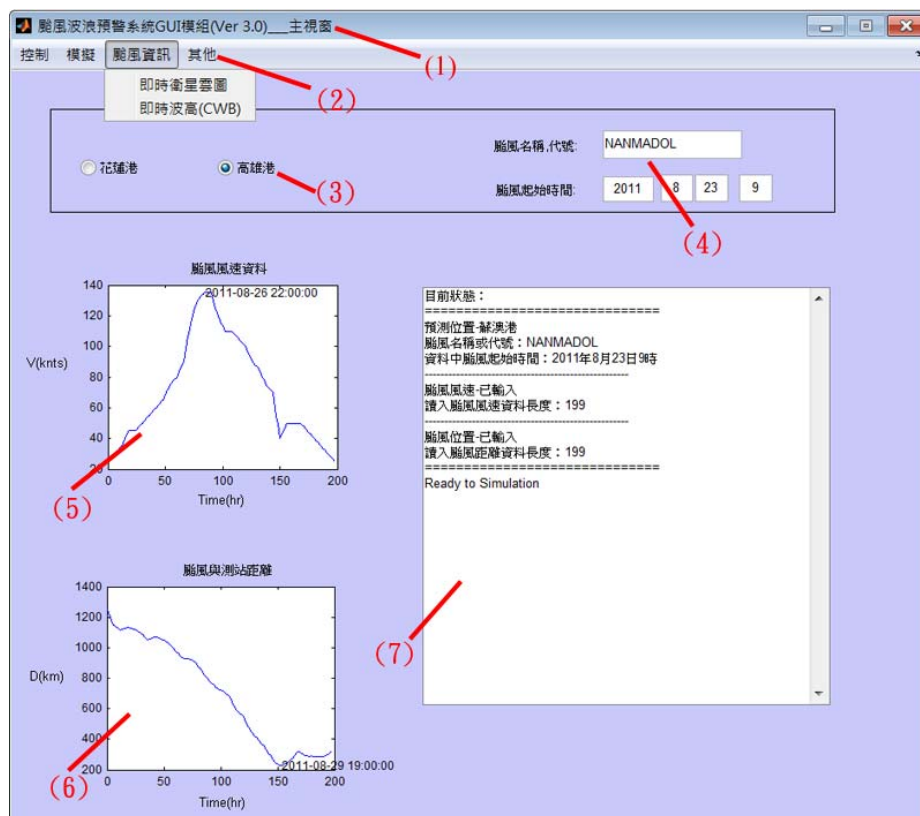 颱風波浪預警系統GUI模組(Ver 3.0)___主視窗
(1)
控制 模擬 颱風資訊 其他
(2)
即時衛星雲圖
即時波高(CWB)
花蓮港 高雄港
(3)
颱風名稱,代號: NANMADOL
颱風起始時間: 2011 8 23 9
(4)
颱風風速資料
2011-08-26 22:00:00
V(knts)
140
120
100
80
60
40
20
0 50 100 150 200
Time(hr)
(5)
颱風與測站距離
D(km)
1400
1200
1000
800
600
400
200
2011-08-29 19:00:00
0 50 100 150 200
Time(hr)
(6)
目前狀態：
==============================
預測位置-蘇澳港
颱風名稱或代號：NANMADOL
資料中颱風起始時間：2011年8月23日9時
--------------------------------------------------
颱風風速-已輸入
讀入颱風風速資料長度：199
--------------------------------------------------
颱風位置-已輸入
讀入颱風距離資料長度：199
==============================
Ready to Simulation
(7)